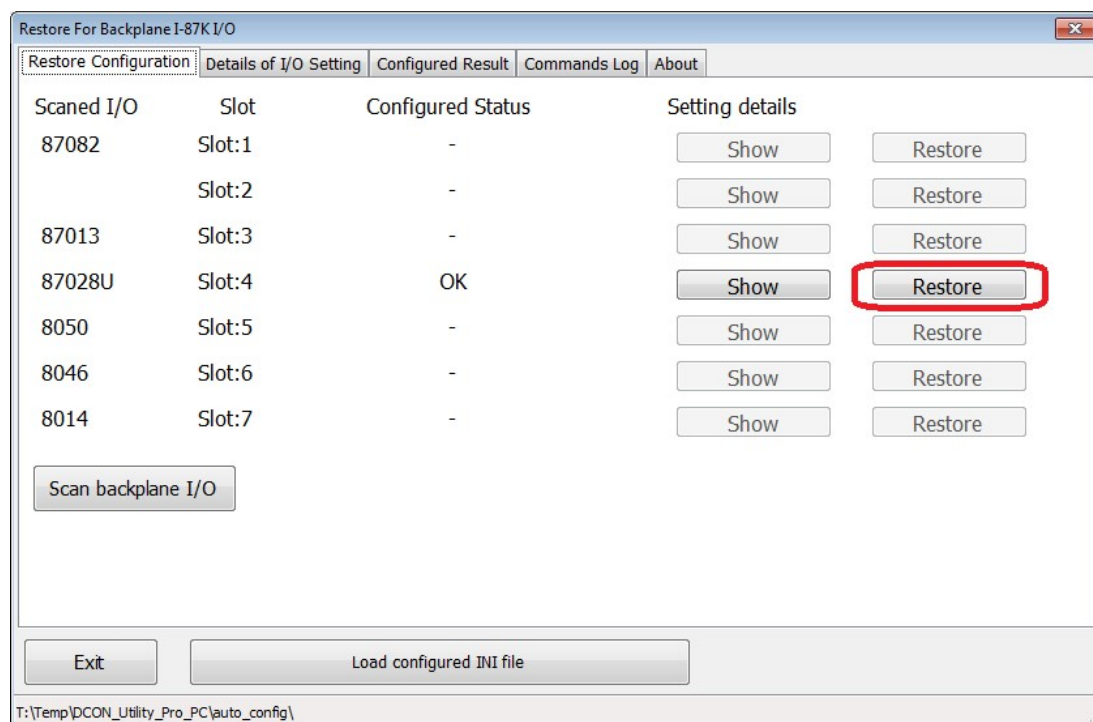 Restore For Backplane I-87K I/O
Restore Configuration Details of I/O Setting Configured Result Commands Log About
Scaned I/O Slot Configured Status Setting details
87082 Slot:1 - Show Restore
Slot:2 - Show Restore
87013 Slot:3 - Show Restore
87028U Slot:4 OK Show Restore
8050 Slot:5 - Show Restore
8046 Slot:6 - Show Restore
8014 Slot:7 - Show Restore
Scan backplane I/O
Exit Load configured INI file
T:\Temp\DCON_Utility_Pro_PC\auto_config\